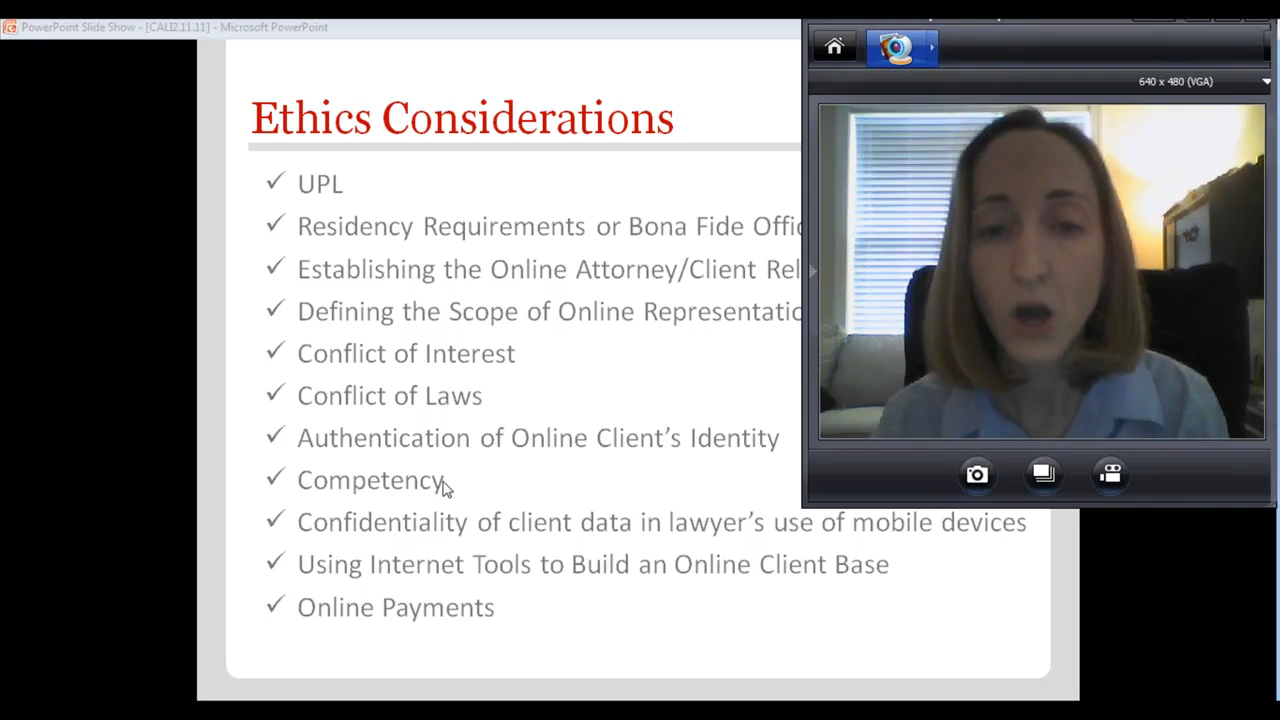 PowerPoint Slide Show - [CALI2.11.11] - Microsoft PowerPoint
640 x 480 (VGA)
Ethics Considerations
✓ UPL
✓ Residency Requirements or Bona Fide Offic
✓ Establishing the Online Attorney/Client Rel
✓ Defining the Scope of Online Representatio
✓ Conflict of Interest
✓ Conflict of Laws
✓ Authentication of Online Client's Identity
✓ Competency
✓ Confidentiality of client data in lawyer's use of mobile devices
✓ Using Internet Tools to Build an Online Client Base
✓ Online Payments